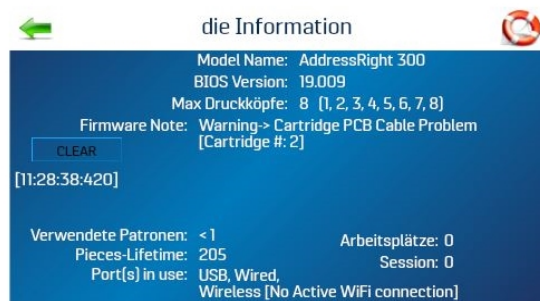 die Information
Model Name: AddressRight 300
BIOS Version: 19.009
Max Druckköpfe: 8 (1, 2, 3, 4, 5, 6, 7, 8)
Firmware Note: Warning-> Cartridge PCB Cable Problem
[Cartridge #: 2]
CLEAR
[11:28:38:420]
Verwendete Patronen: <1
Arbeitsplätze: 0
Pieces-Lifetime: 205
Session: 0
Port(s) in use: USB, Wired,
Wireless [No Active WiFi connection]